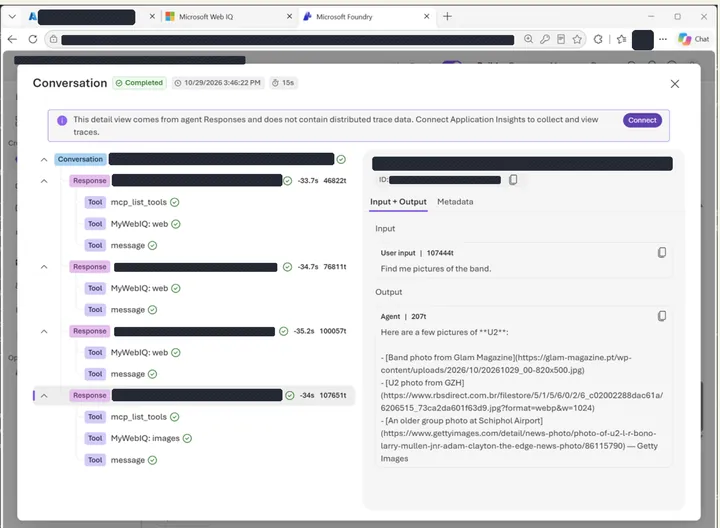 Microsoft Web IQ
Microsoft Foundry
Chat
Conversation
Completed
10/29/2026 3:46:22 PM
15s
This detail view comes from agent Responses and does not contain distributed trace data. Connect Application Insights to collect and view
traces.
Connect
Conversation
Response -33.7s 46822t
Tool mcp_list_tools
Tool MyWebIQ: web
Tool message
Response -34.7s 76811t
Tool MyWebIQ: web
Tool message
Response -35.2s 100057t
Tool MyWebIQ: web
Tool message
Response -34s 107651t
Tool mcp_list_tools
Tool MyWebIQ: images
Tool message
ID:
Input + Output Metadata
Input
User input | 107444t
Find me pictures of the band.
Output
Agent | 207t
Here are a few pictures of **U2**:
- [Band photo from Glam Magazine](https://glam-magazine.pt/wp-
content/uploads/2026/10/20261029_00-820x500.jpg)
- [U2 photo from GZH]
(https://www.rbsdirect.com.br/filestore/5/1/5/6/0/2/6_c02002288dac61a/
6206515_73ca2da601f63d9.jpg?format=webp&w=1024)
- [An older group photo at Schiphol Airport]
(https://www.gettyimages.com/detail/news-photo/photo-of-u2-l-r-bono-
larry-mullen-jnr-adam-clayton-the-edge-news-photo/86115790) — Getty
Images